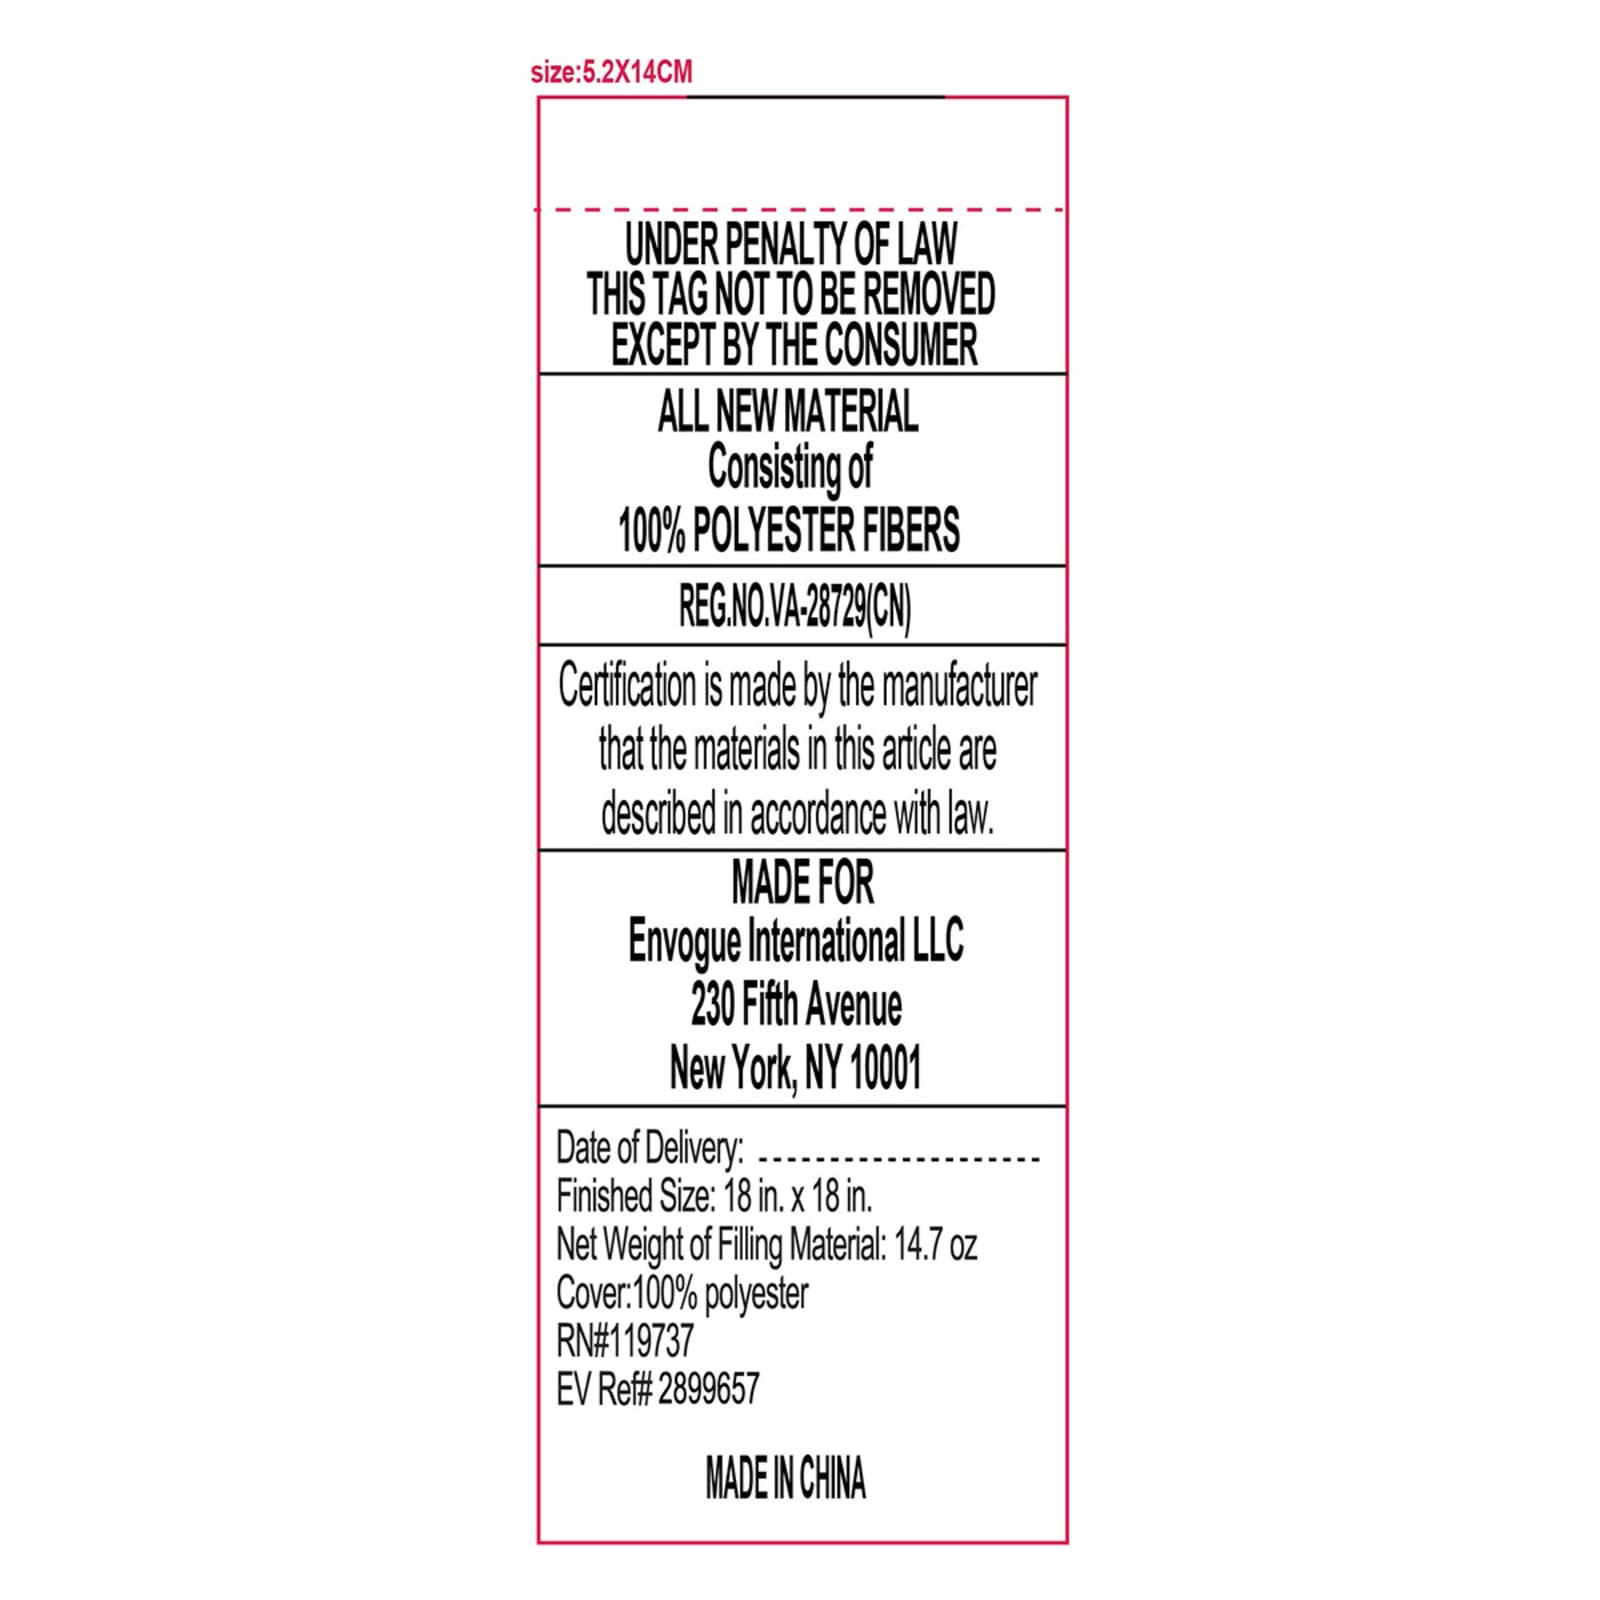 size:5.2X14CM
UNDER PENALTY OF LAW
THIS TAG NOT TO BE REMOVED
EXCEPT BY THE CONSUMER
ALL NEW MATERIAL
Consisting of
100% POLYESTER FIBERS
REG.NO.VA-28729(CN)
Certification is made by the manufacturer
that the materials in this article are
described in accordance with law.
MADE FOR
Envogue International LLC
230 Fifth Avenue
New York, NY 10001
Date of Delivery: --------------------
Finished Size: 18 in. x 18 in.
Net Weight of Filling Material: 14.7 oz
Cover:100% polyester
RN#119737
EV Ref# 2899657
MADE IN CHINA